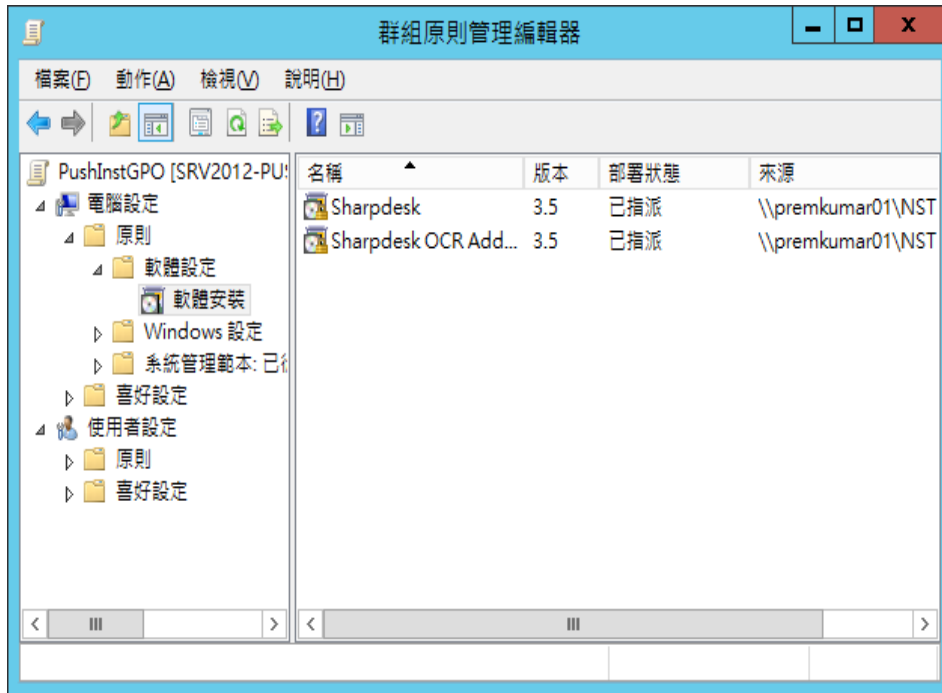 群組原則管理編輯器
檔案(F) 動作(A) 檢視(V) 說明(H)
PushInstGPO [SRV2012-PU
電腦設定
原則
軟體設定
軟體安裝
Windows 設定
系統管理範本: 已
喜好設定
使用者設定
原則
喜好設定
名稱 版本 部署狀態 來源
Sharpdesk 3.5 已指派 \\premkumar01\NST
Sharpdesk OCR Add... 3.5 已指派 \\premkumar01\NST